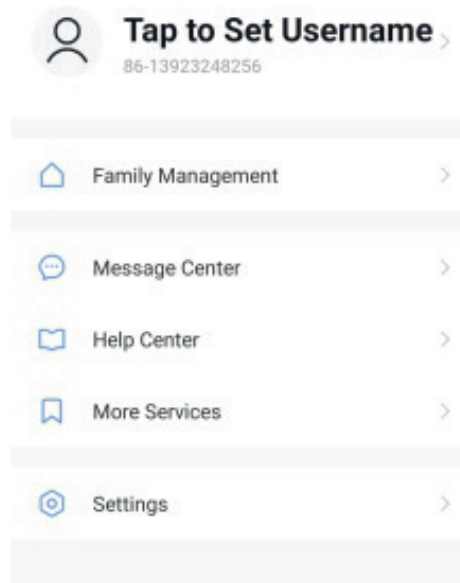 Tap to Set Username
86-13923248256
Family Management
Message Center
Help Center
More Services
Settings